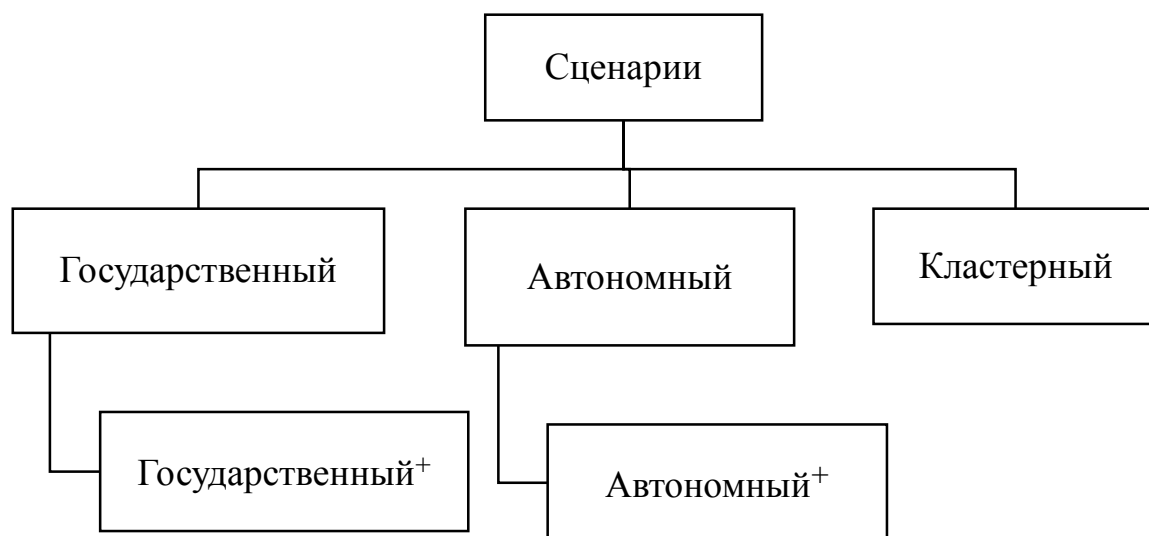 Сценарии
Государственный
Автономный
Кластерный
Государственный⁺
Автономный⁺